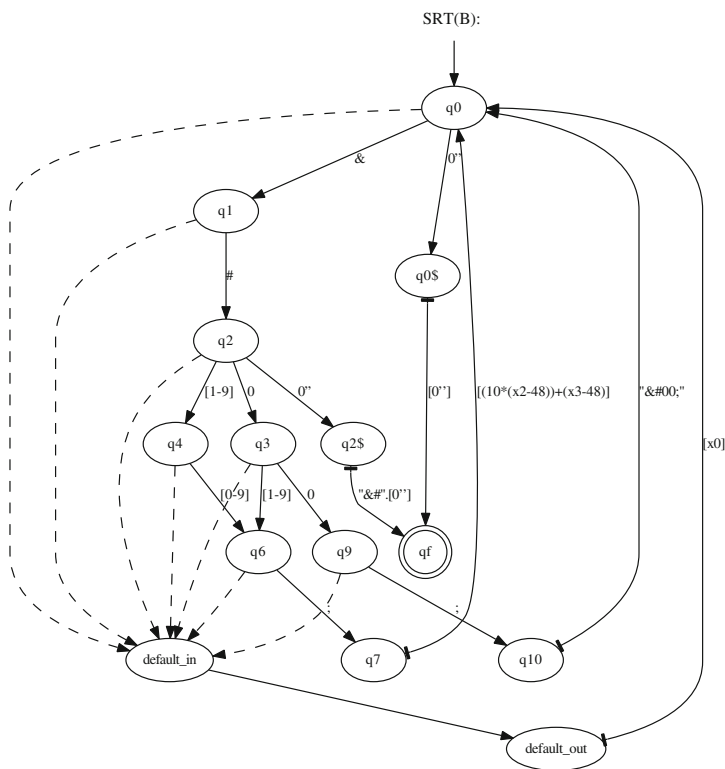 SRT(B):
q0
&
0’’
q1
q0$
#
q2
[1-9]
0
0’’
[0’’]
[(10*(x2-48))+(x3-48)]
"&#00;"
[x0]
q4
q3
q2$
[0-9]
[1-9]
0
"&#".[0’’]
q6
q9
qf
;
;
default_in
q7
q10
default_out